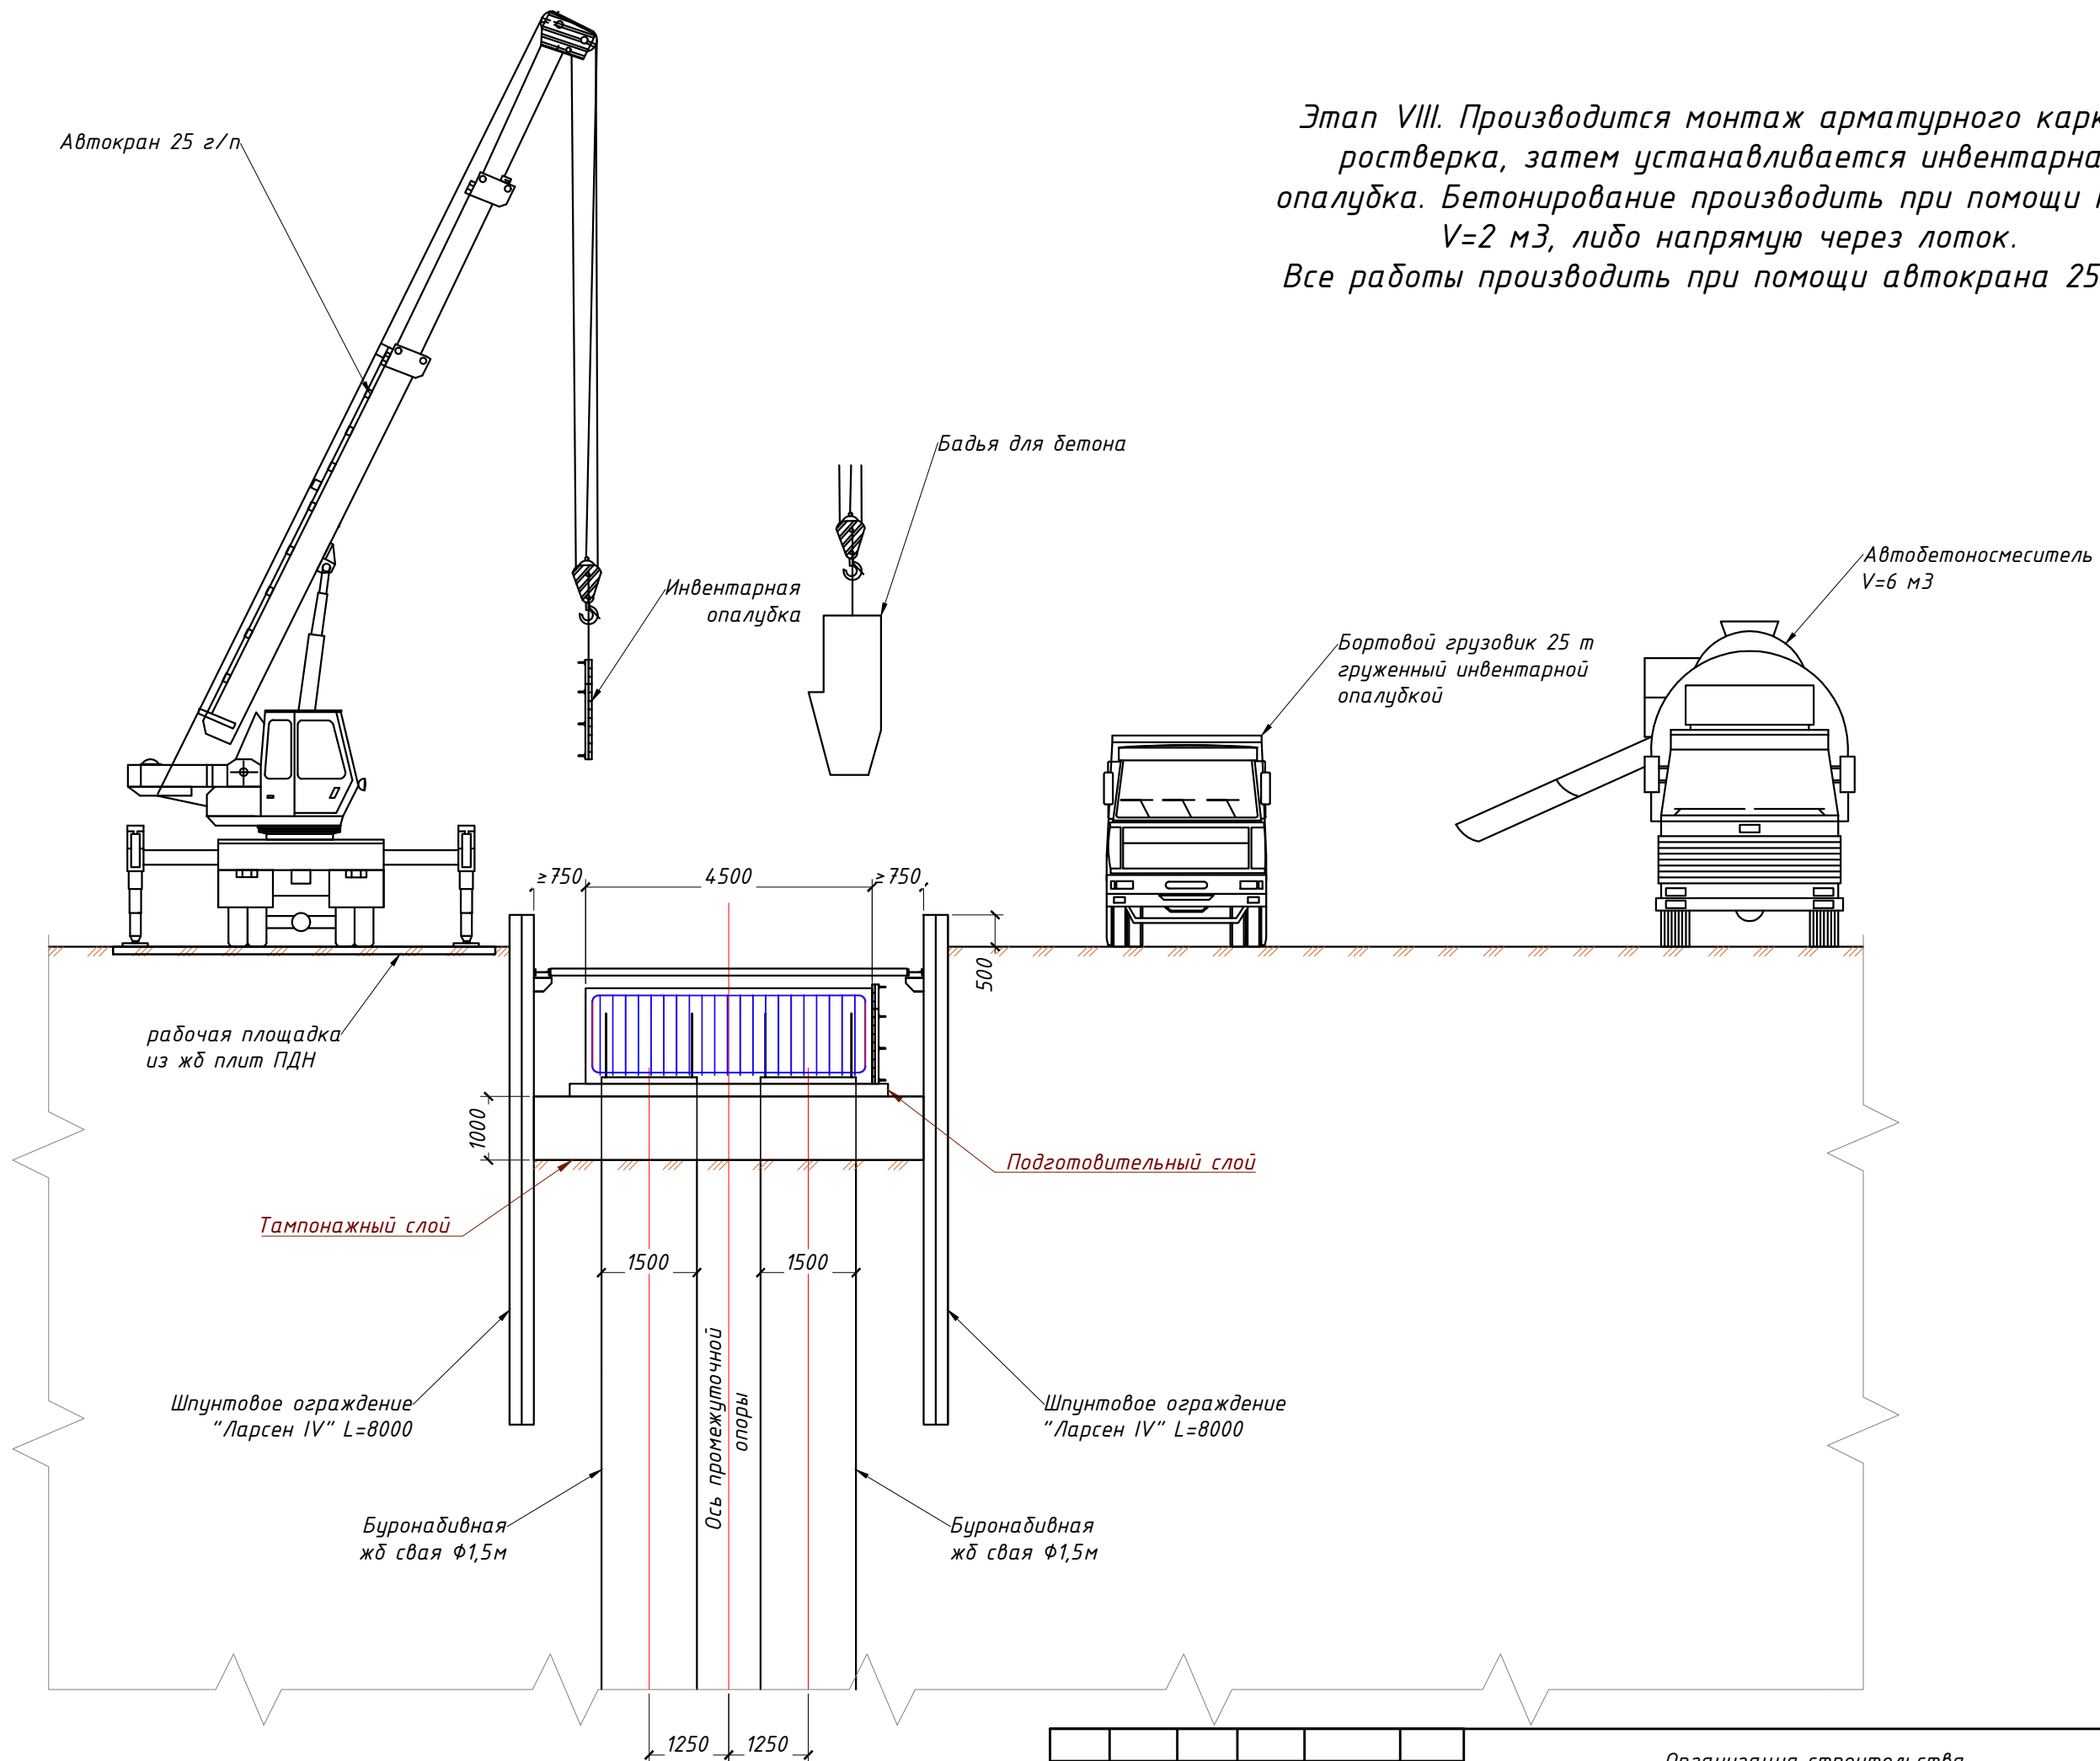 Этап VIII. Производится монтаж арматурного
ростверка, затем устанавливается
опалубка. Бетонирование производить при помощи
V=2 м3, либо напрямую через лоток.
Все работы производить при помощи автокрана 25
Автокран 25 г/п
Бадья для бетона
Инвентарная
опалубка
Автобетоносмеситель
V=6 м3
Бортовой грузовик 25 т
груженный инвентарной
опалубкой
≥750
4500
≥750
500
рабочая площадка
из жб плит ПДН
1000
Подготовительный слой
Тампонажный слой
1500
1500
Ось промежуточной
опоры
Шпунтовое ограждение
"Ларсен IV" L=8000
Шпунтовое ограждение
"Ларсен IV" L=8000
Буронабивная
жб свая Ф1,5м
Буронабивная
жб свая Ф1,5м
1250
1250
Организация строительства